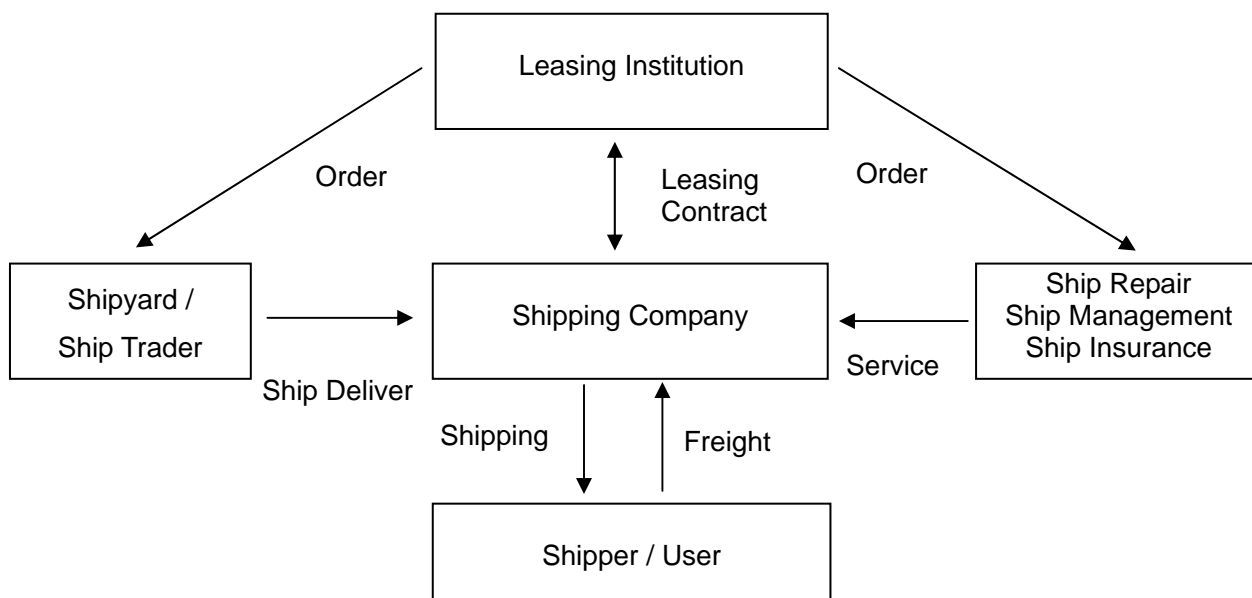 Leasing Institution
Order
Leasing
Contract
Order
Shipyard /
Ship Trader
Shipping Company
Ship Repair
Ship Management
Ship Insurance
Ship Deliver
Service
Shipping
Freight
Shipper / User